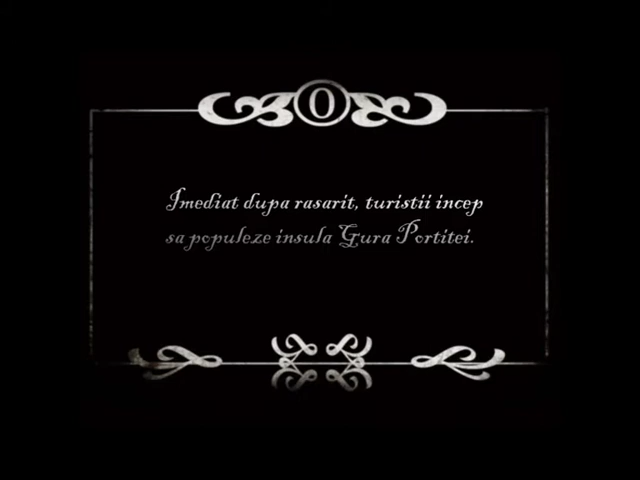 O
Imediat dupa rasarit, turistii incep
sa populeze insula Gura Portitei.